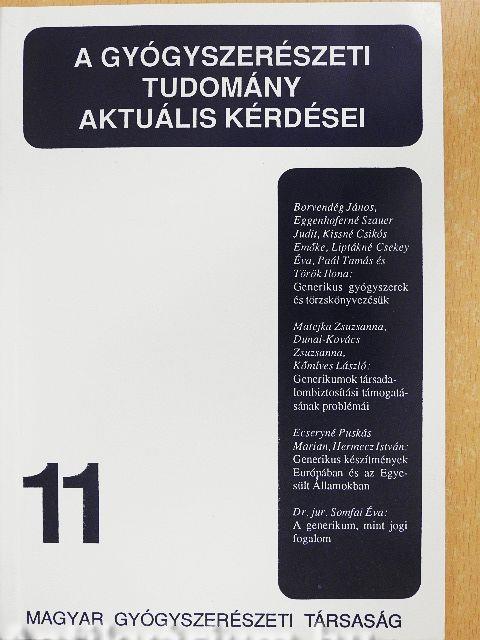 A GYÓGYSZERÉSZETI
TUDOMÁNY
AKTUÁLIS KÉRDÉSEI
Borvendég János,
Eggenhoferné Szauer
Judit, Kissné Csikós
Emőke, Liptákné Csekey
Éva, Paál Tamás és
Török Ilona:
Generikus gyógyszerek
és törzskönyvezésük
Matejka Zsuzsanna,
Dunai-Kovács
Zsuzsanna,
Kőmíves László:
Generikumok társada-
lombiztosítási támogatá-
sának problémái
Ecseryné Puskás
Marian, Hermecz István:
Generikus készítmények
Európában és az Egye-
sült Államokban
Dr. jur. Somfai Éva:
A generikum, mint jogi
fogalom
11
MAGYAR GYÓGYSZERÉSZETI TÁRSASÁG